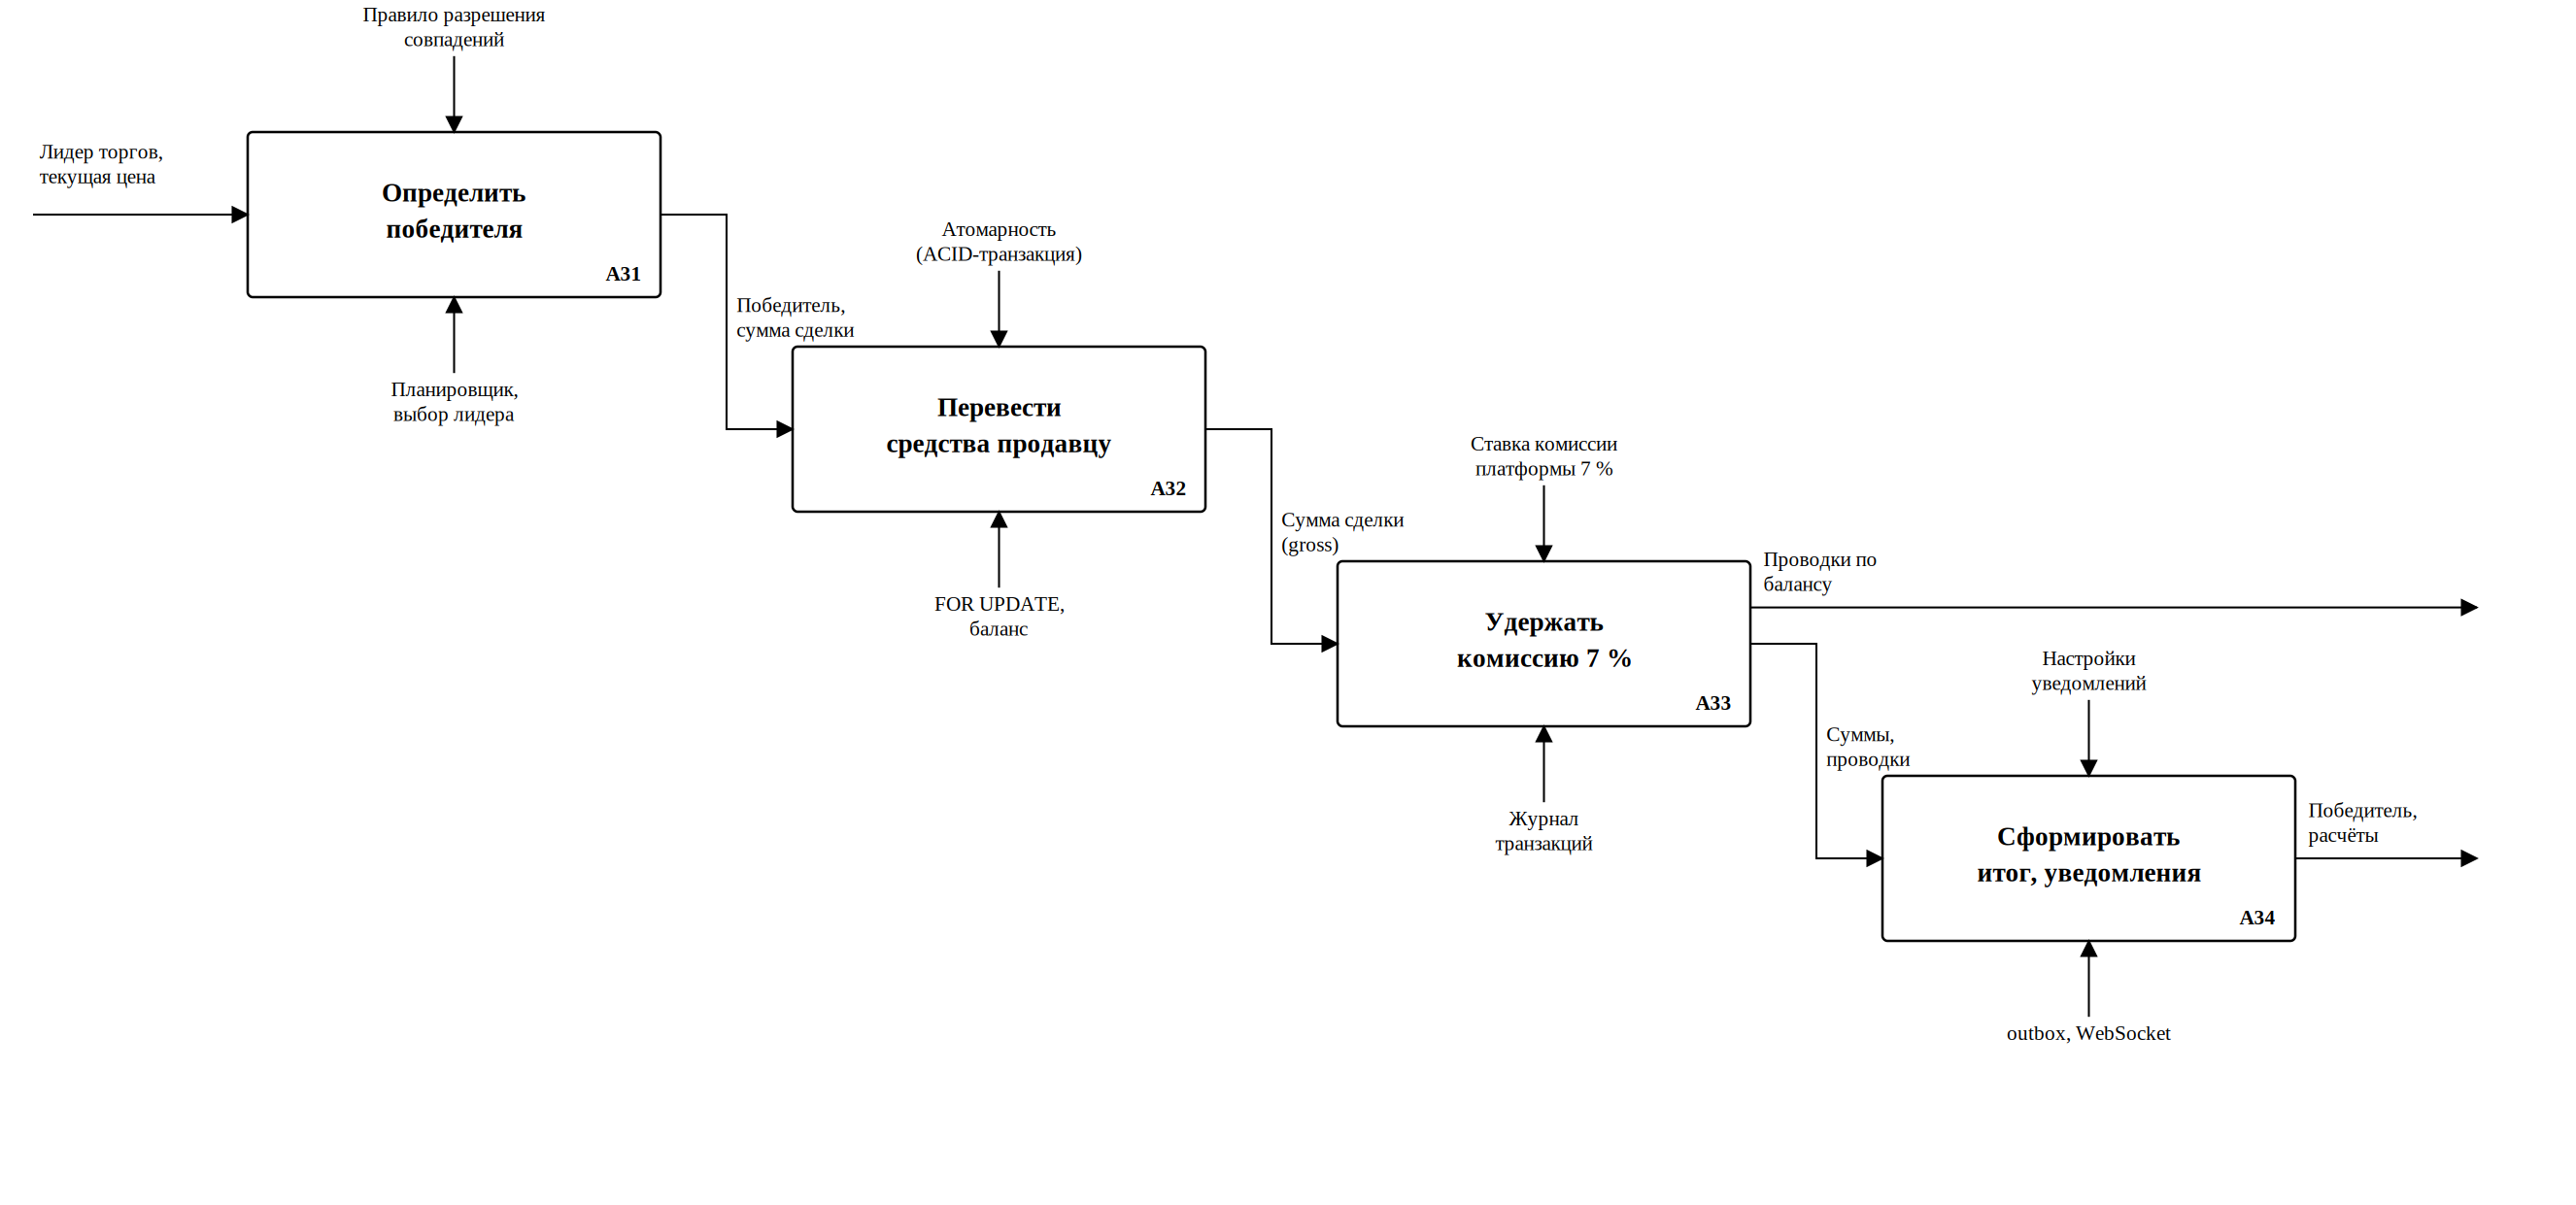 Правило разрешения
совпадений
Лидер торгов,
текущая цена
Определить
победителя
A31
Планировщик,
выбор лидера
Победитель,
сумма сделки
Атомарность
(ACID-транзакция)
Перевести
средства продавцу
A32
FOR UPDATE,
баланс
Сумма сделки
(gross)
Ставка комиссии
платформы 7 %
Удержать
комиссию 7 %
A33
Журнал
транзакций
Проводки по
балансу
Суммы,
проводки
Настройки
уведомлений
Сформировать
итог, уведомления
A34
outbox, WebSocket
Победитель,
расчёты